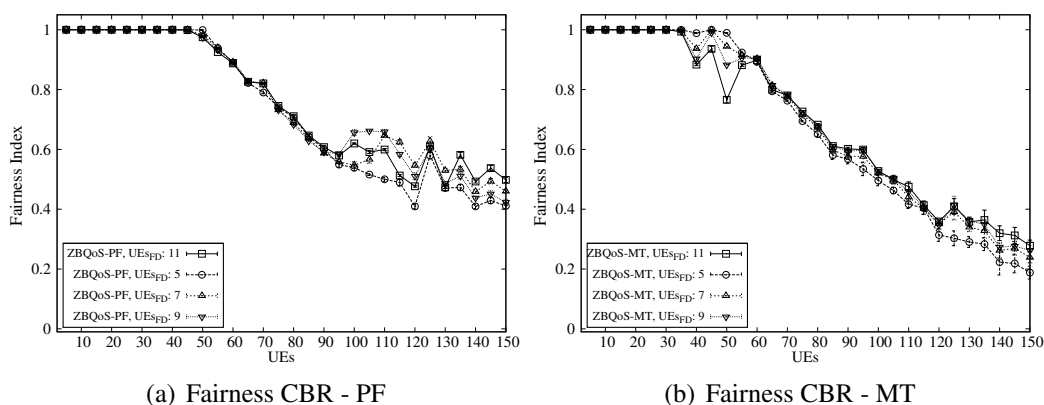 1
0.8
0.6
0.4
0.2
0
Fairness Index
ZBQoS-PF, UEsFD: 11
ZBQoS-PF, UEsFD: 5
ZBQoS-PF, UEsFD: 7
ZBQoS-PF, UEsFD: 9
10 20 30 40 50 60 70 80 90 100 110 120 130 140 150
UEs
(a) Fairness CBR - PF
1
0.8
0.6
0.4
0.2
0
Fairness Index
ZBQoS-MT, UEsFD: 11
ZBQoS-MT, UEsFD: 5
ZBQoS-MT, UEsFD: 7
ZBQoS-MT, UEsFD: 9
10 20 30 40 50 60 70 80 90 100 110 120 130 140 150
UEs
(b) Fairness CBR - MT